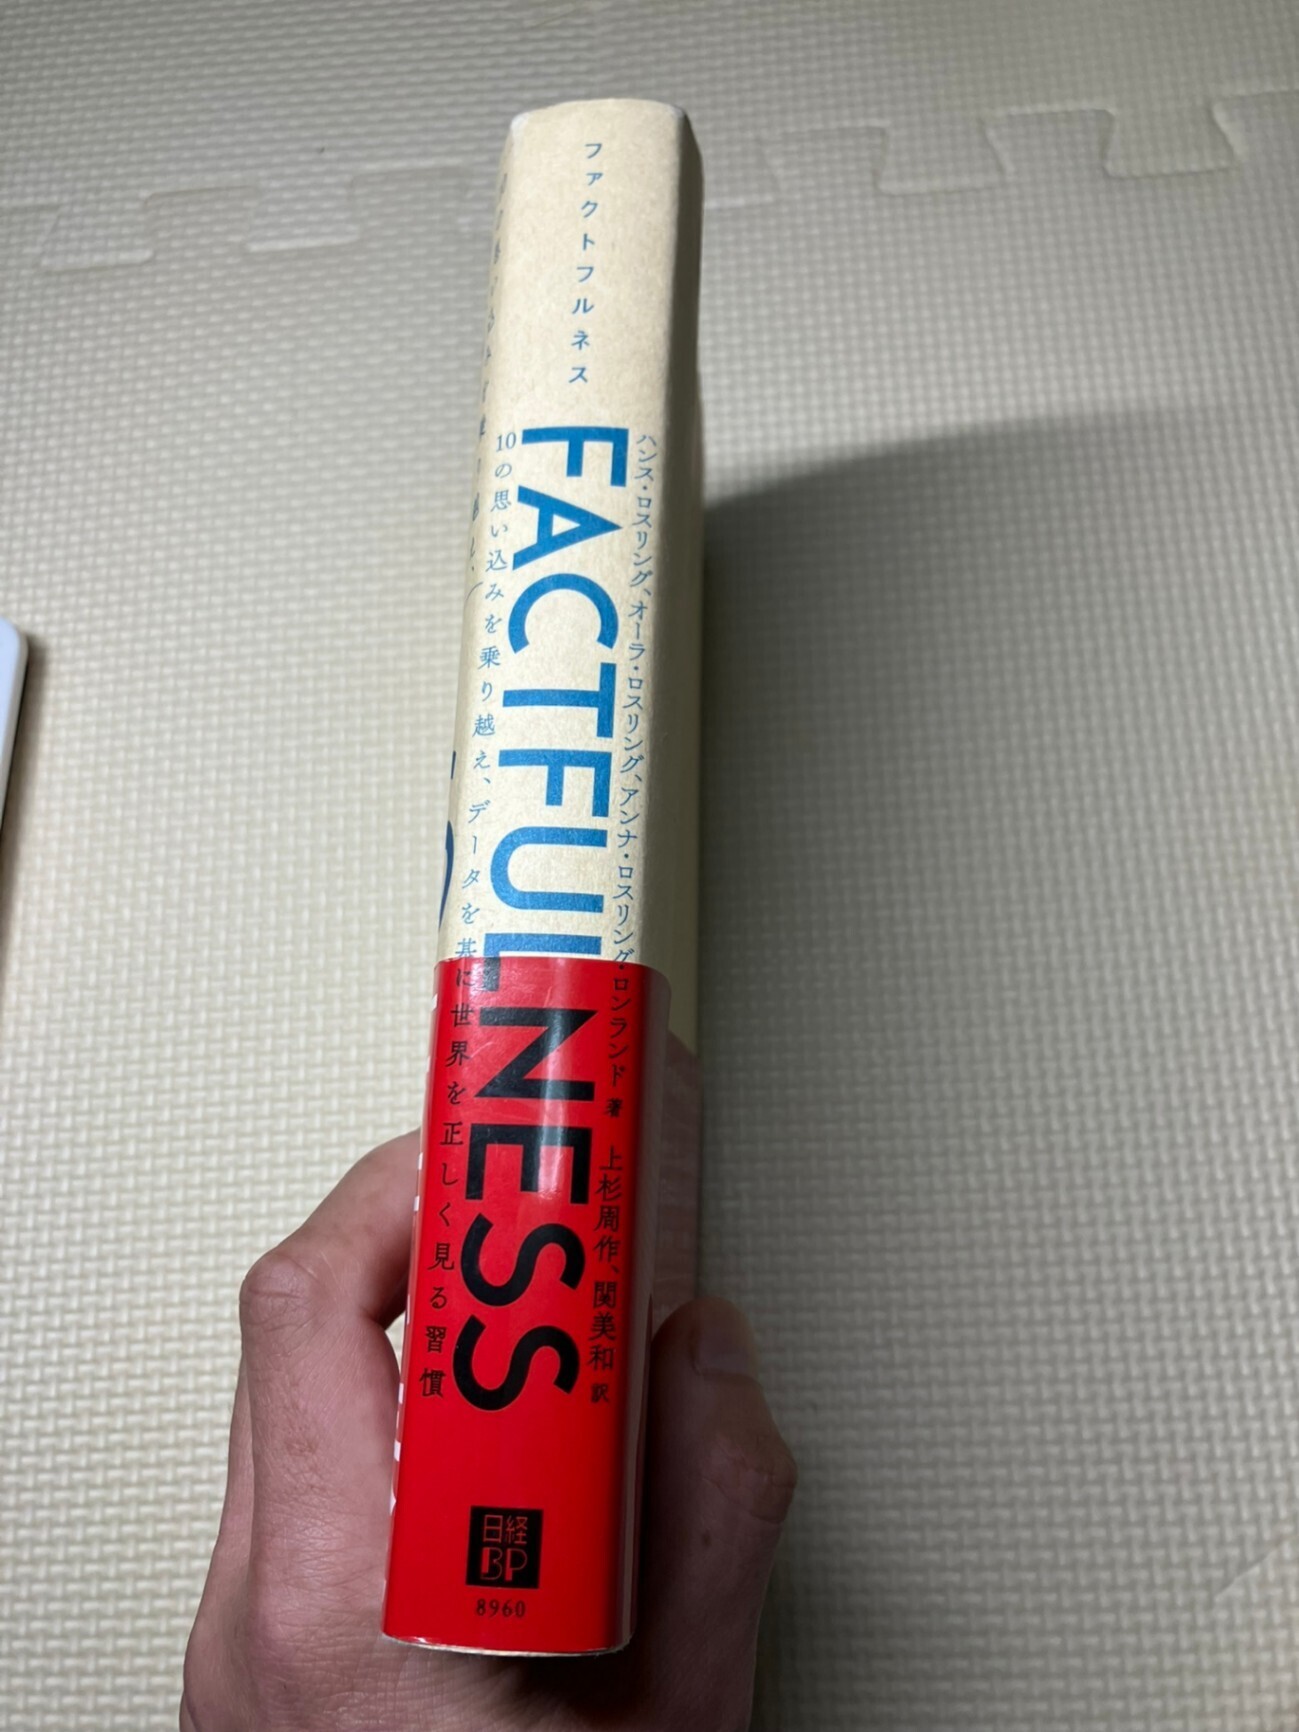 ファクトフルネス
FACTFULNESS
ハンス・ロスリング、オーラ・ロスリング、アンナ・ロスリング・ロンランド 著 上杉周作、関美和 訳
10の思い込みを乗り越え、データを基に世界を正しく見る習慣
日経
BP
8960